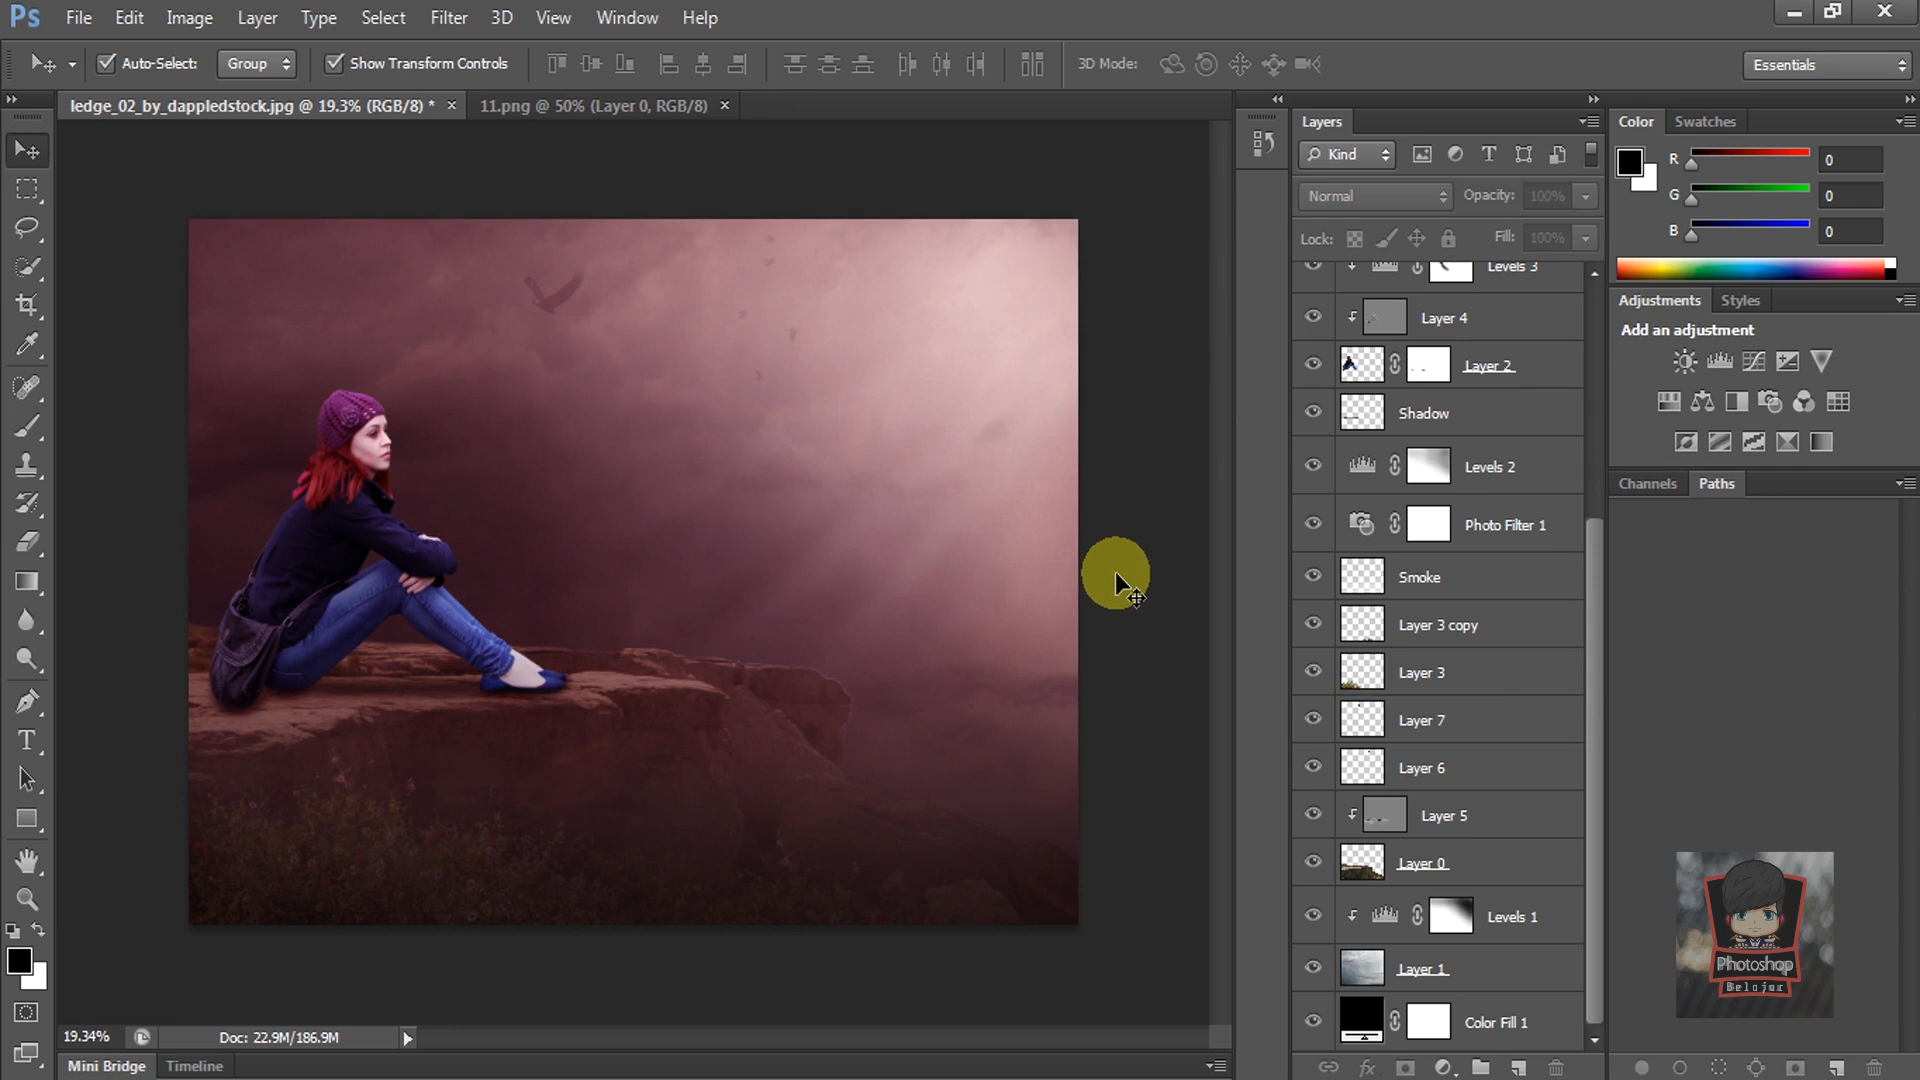 Ps File Edit Image Layer Type Select Filter 3D View Window Help
Auto-Select: Group Show Transform Controls 3D Mode: Essentials
ledge_02_by_dappledstock.jpg @ 19.3% (RGB/8) * × 11.png @ 50% (Layer 0, RGB/8) ×
Layers
Kind
Normal Opacity: 100%
Lock: Fill: 100%
Levels 3
Layer 4
Layer 2
Shadow
Levels 2
Photo Filter 1
Smoke
Layer 3 copy
Layer 3
Layer 7
Layer 6
Layer 5
Layer 0
Levels 1
Layer 1
Color Fill 1
Color Swatches
R 0
G 0
B 0
Adjustments Styles
Add an adjustment
Channels Paths
Photoshop
Belajar
19.34% Doc: 22.9M/186.9M
Mini Bridge Timeline